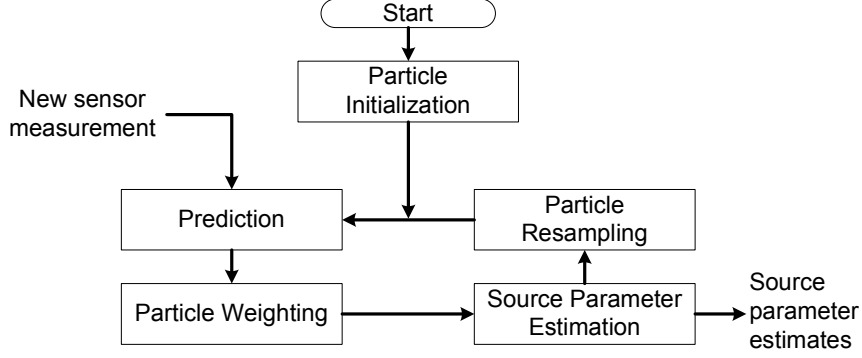 Start
Particle
Initialization
New sensor
measurement
Prediction
Particle
Resampling
Particle Weighting
Source Parameter
Estimation
Source
parameter
estimates